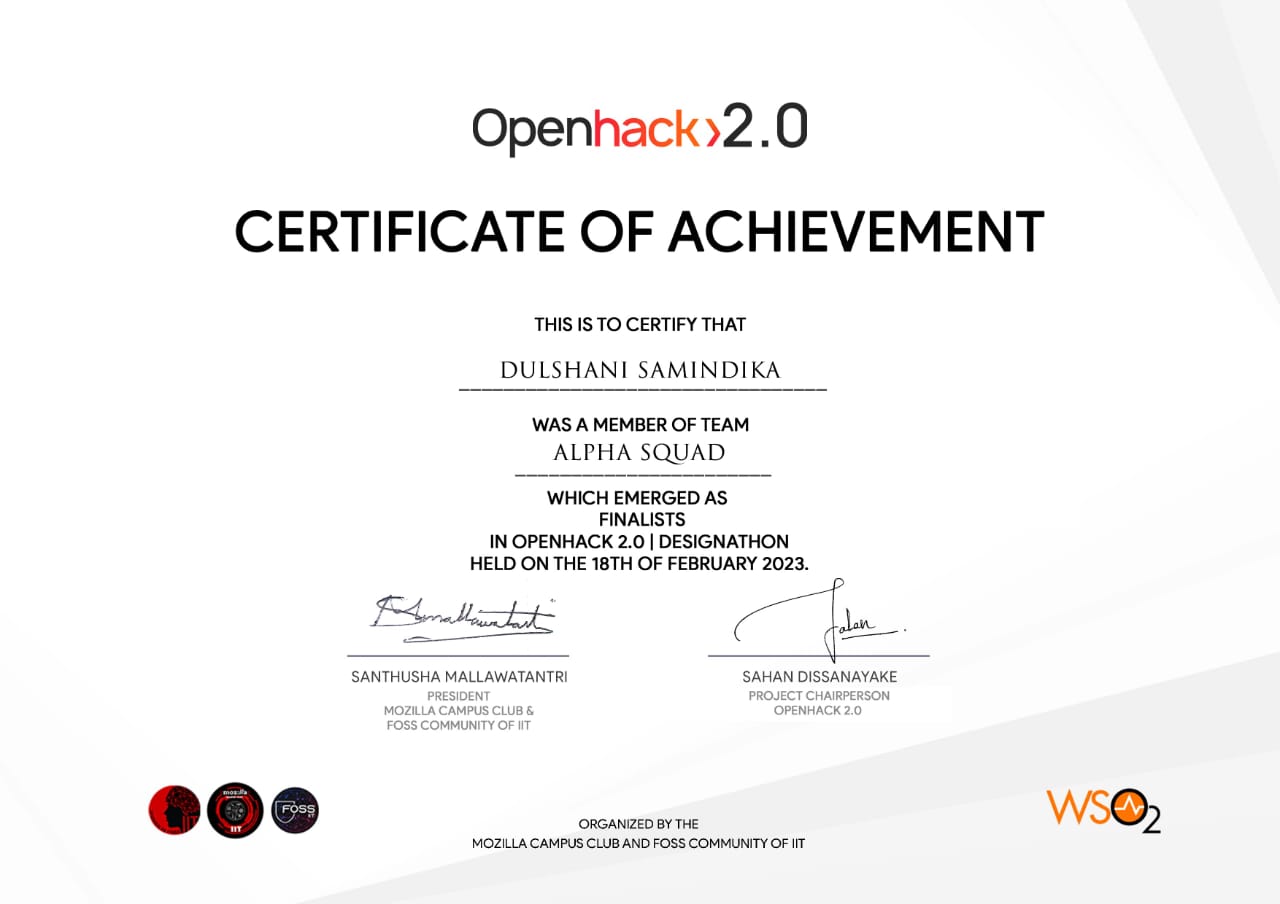 Openhack>2.0
CERTIFICATE OF ACHIEVEMENT
THIS IS TO CERTIFY THAT
DULSHANI SAMINDIKA
WAS A MEMBER OF TEAM
ALPHA SQUAD
WHICH EMERGED AS
FINALISTS
IN OPENHACK 2.0 | DESIGNATHON
HELD ON THE 18TH OF FEBRUARY 2023.
SANTHUSHA MALLAWATANTRI
PRESIDENT
MOZILLA CAMPUS CLUB &
FOSS COMMUNITY OF IIT
SAHAN DISSANAYAKE
PROJECT CHAIRPERSON
OPENHACK 2.0
moz://a
IIT
FOSS
WSO2
ORGANIZED BY THE
MOZILLA CAMPUS CLUB AND FOSS COMMUNITY OF IIT